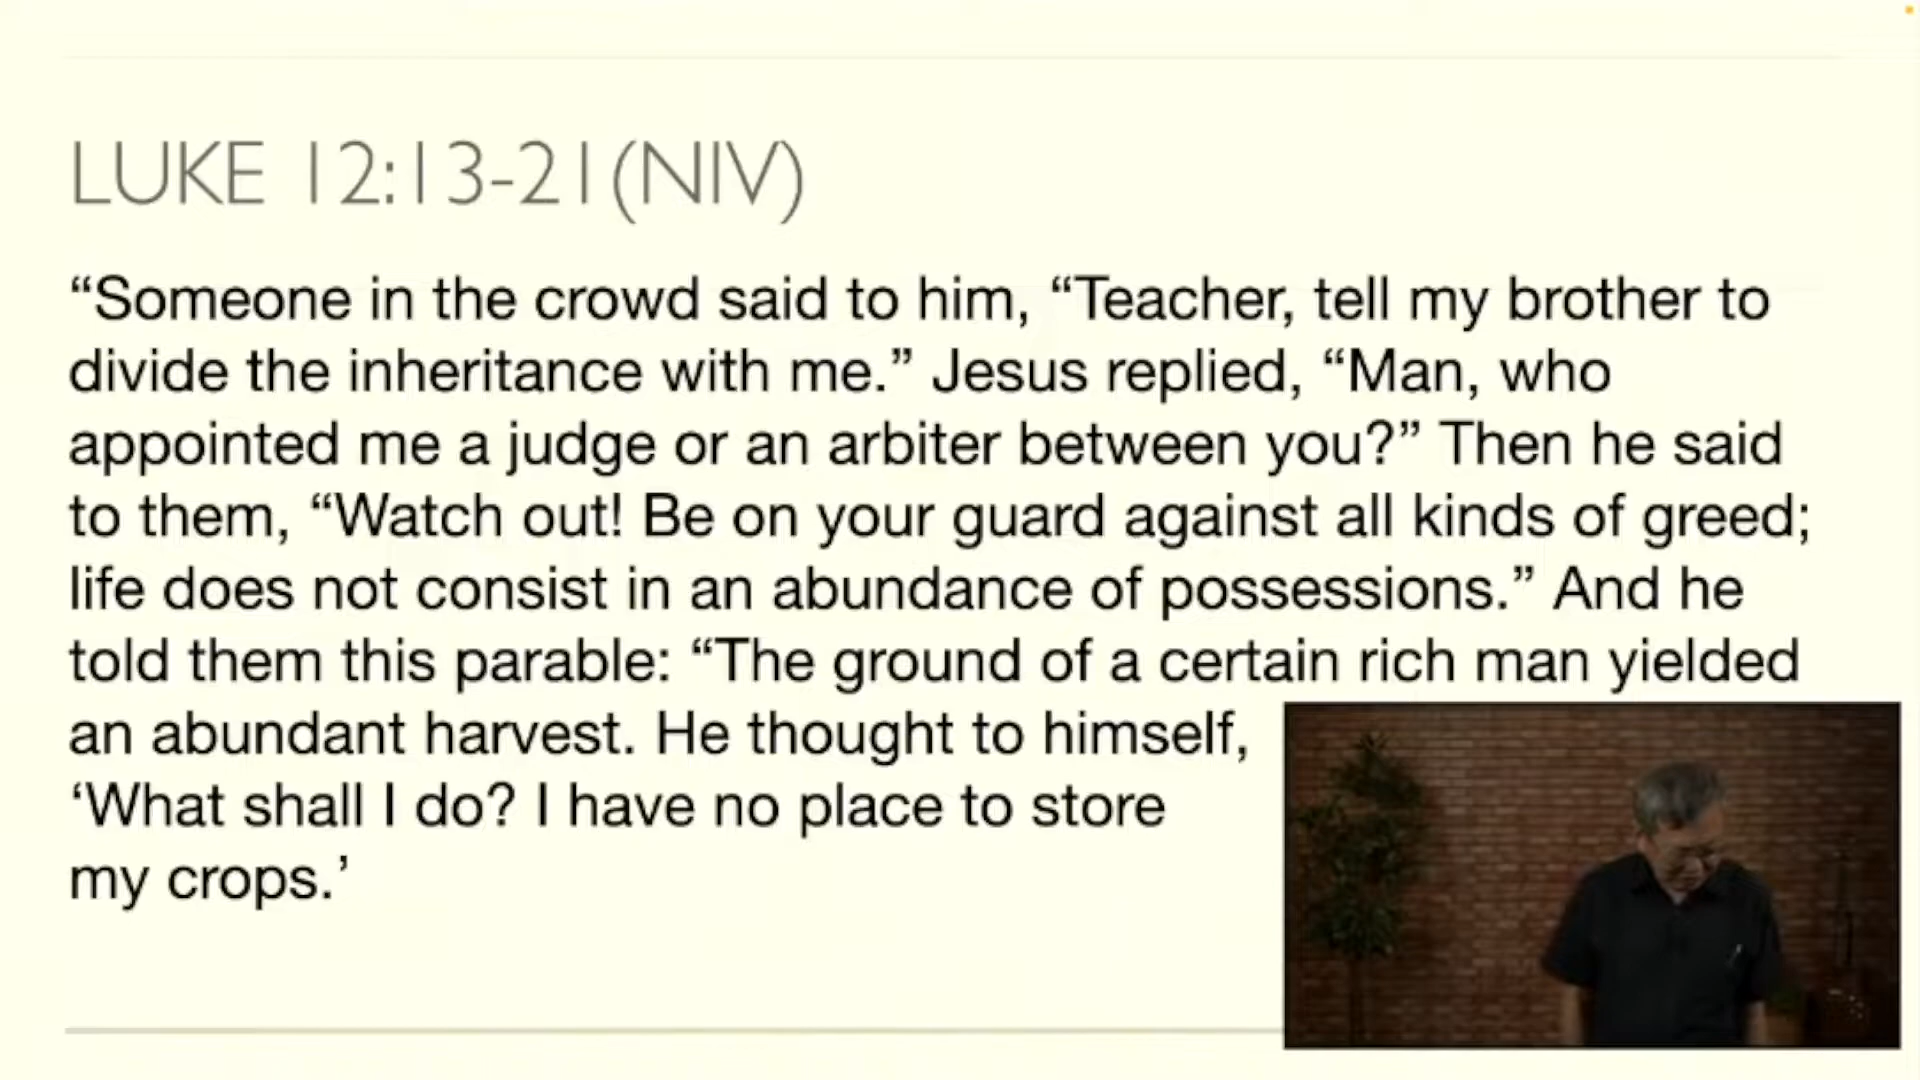 LUKE 12:13-21(NIV)
“Someone in the crowd said to him, “Teacher, tell my brother to
divide the inheritance with me.” Jesus replied, “Man, who
appointed me a judge or an arbiter between you?” Then he said
to them, “Watch out! Be on your guard against all kinds of greed;
life does not consist in an abundance of possessions.” And he
told them this parable: “The ground of a certain rich man yielded
an abundant harvest. He thought to himself,
‘What shall I do? I have no place to store
my crops.’